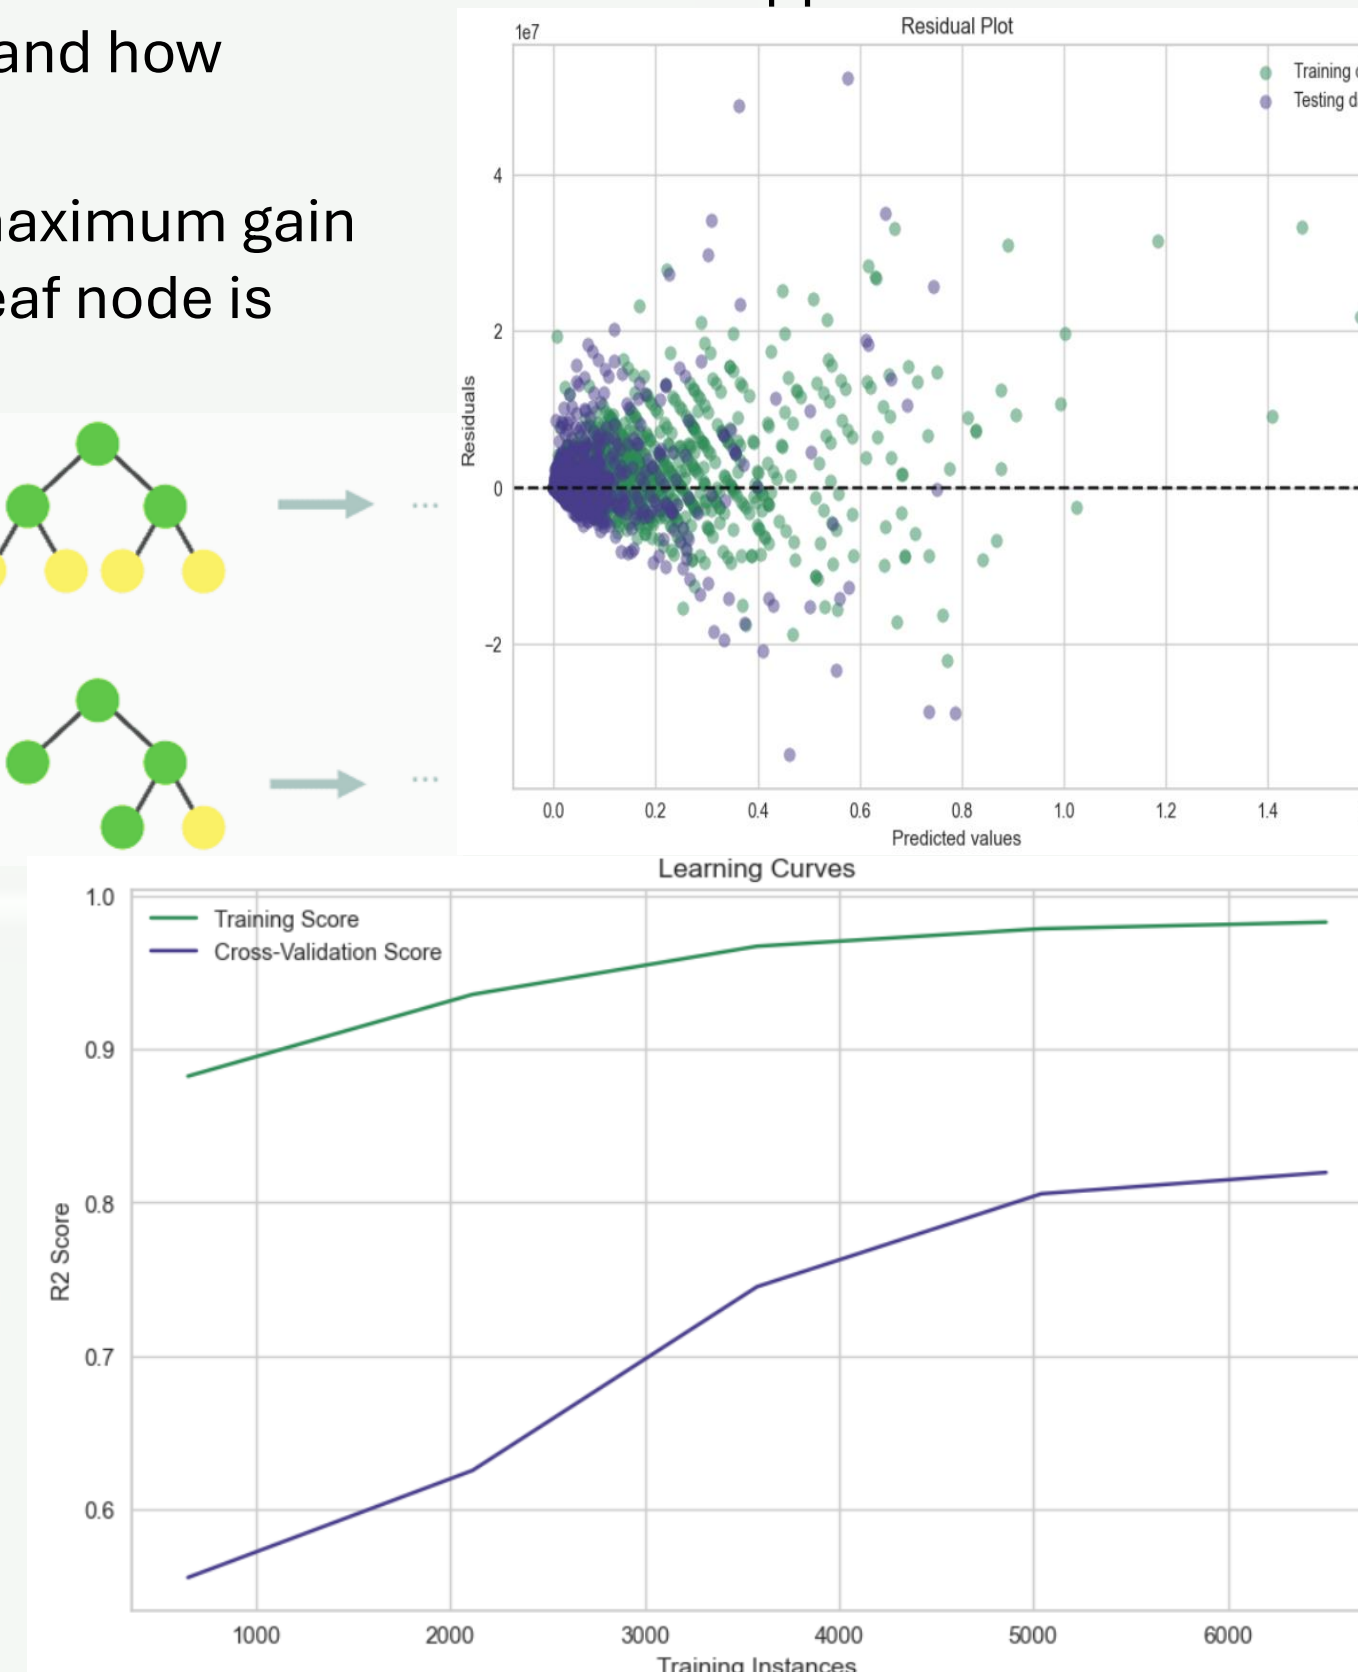 and how
maximum gain
leaf node is
...
...
Residual Plot
1e7
Training
Testing
4
2
0
−2
Residuals
0.0 0.2 0.4 0.6 0.8 1.0 1.2 1.4
Predicted values
Learning Curves
Training Score
Cross-Validation Score
1.0
0.9
0.8
0.7
0.6
R2 Score
1000 2000 3000 4000 5000 6000
Training Instances